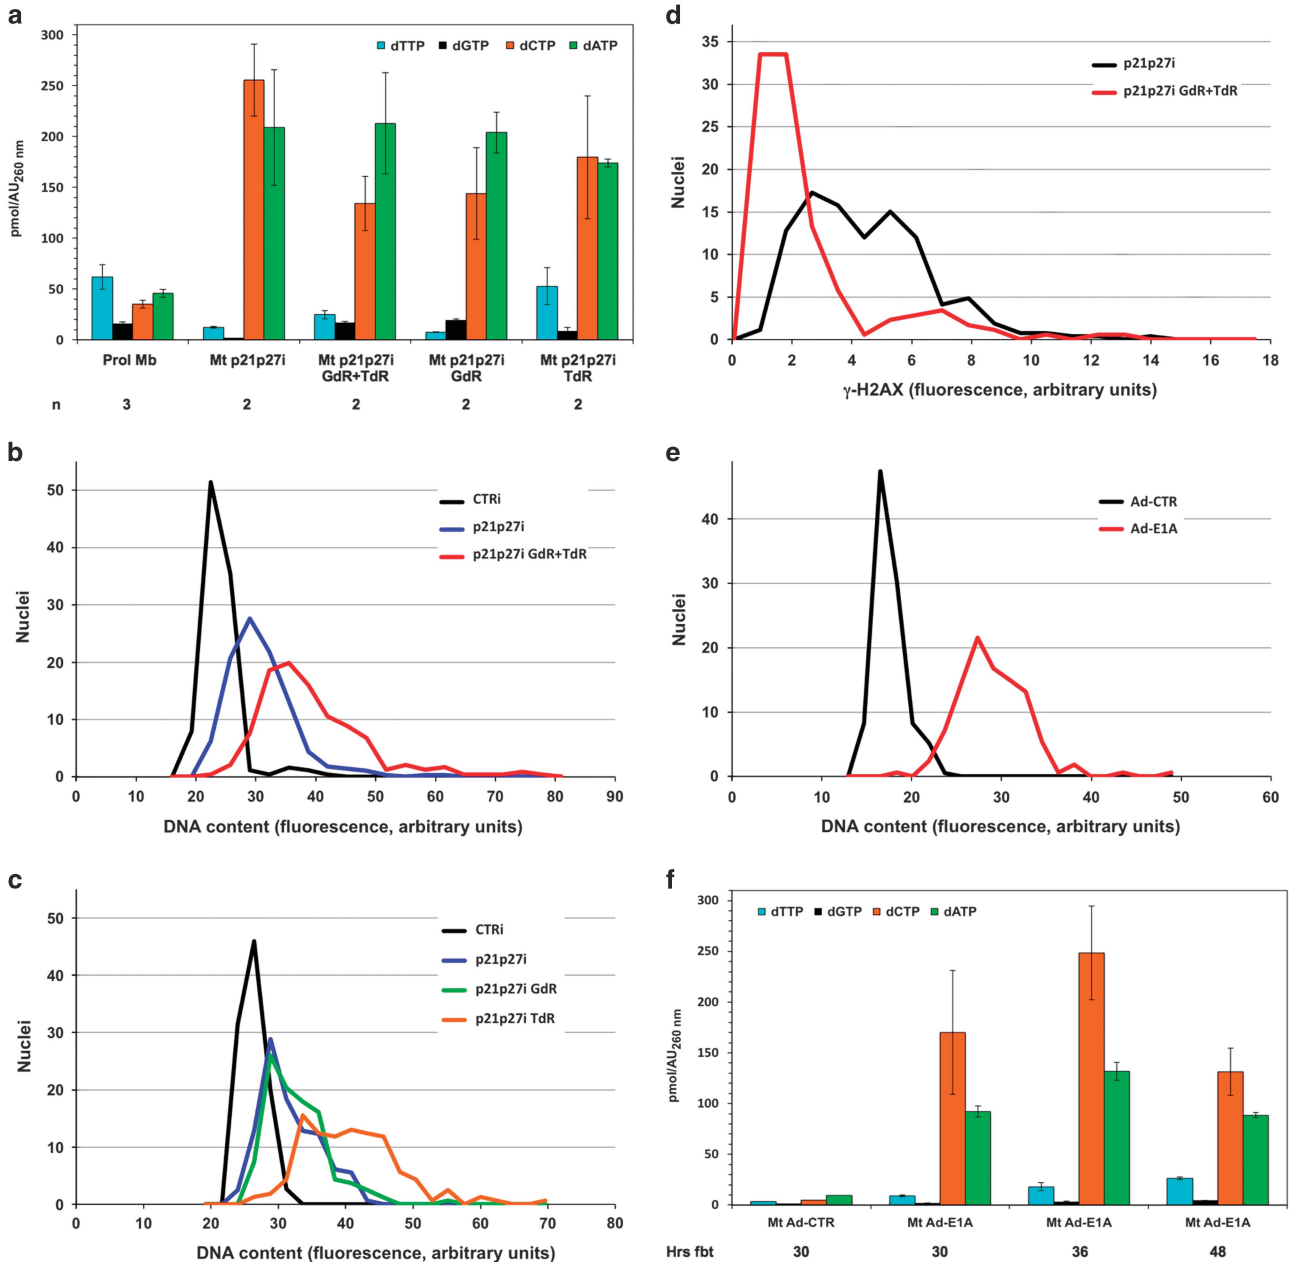 a
300
250
200
150
100
50
0
pmol/AU260 nm
dTTP dGTP dCTP dATP
Prol Mb Mt p21p27i Mt p21p27i GdR+TdR Mt p21p27i GdR Mt p21p27i TdR
n 3 2 2 2 2
d
35
30
25
20
15
10
5
0
Nuclei
p21p27i
p21p27i GdR+TdR
0 2 4 6 8 10 12 14 16 18
γ-H2AX (fluorescence, arbitrary units)
b
50
40
30
20
10
0
Nuclei
CTRi
p21p27i
p21p27i GdR+TdR
0 10 20 30 40 50 60 70 80 90
DNA content (fluorescence, arbitrary units)
e
40
30
20
10
0
Nuclei
Ad-CTR
Ad-E1A
0 10 20 30 40 50 60
DNA content (fluorescence, arbitrary units)
c
50
40
30
20
10
0
Nuclei
CTRi
p21p27i
p21p27i GdR
p21p27i TdR
0 10 20 30 40 50 60 70 80
DNA content (fluorescence, arbitrary units)
f
300
250
200
150
100
50
0
pmol/AU260 nm
dTTP dGTP dCTP dATP
Mt Ad-CTR Mt Ad-E1A Mt Ad-E1A Mt Ad-E1A
Hrs fbt 30 30 36 48